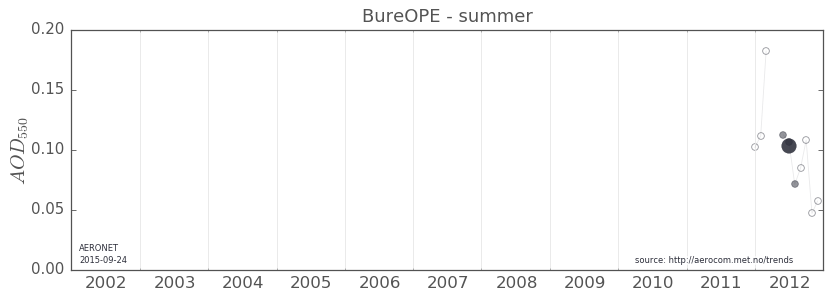 BureOPE - summer
0.20
0.15
0.10
0.05
0.00
AOD550
AERONET
2015-09-24
source: http://aerocom.met.no/trends
2002 2003 2004 2005 2006 2007 2008 2009 2010 2011 2012